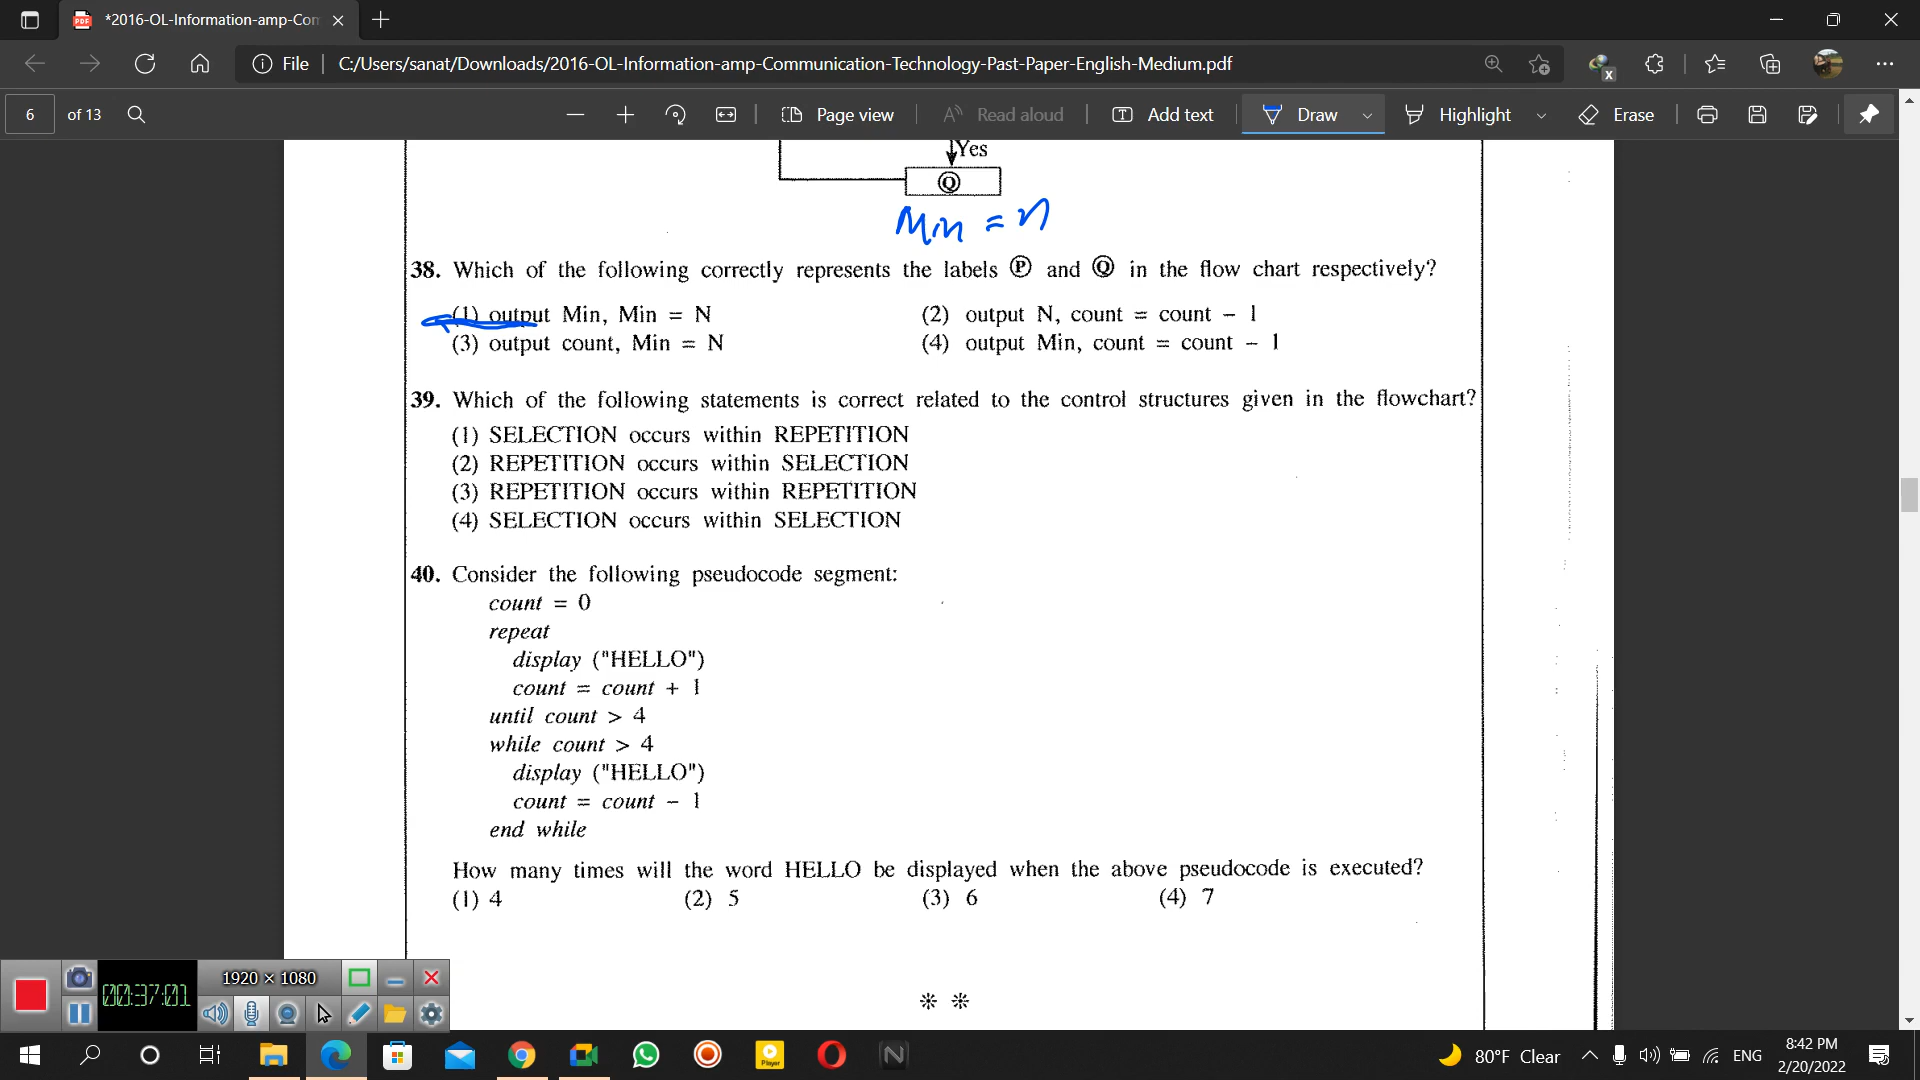 *2016-OL-Information-amp-Con
File
C:/Users/sanat/Downloads/2016-OL-Information-amp-Communication-Technology-Past-Paper-English-Medium.pdf
6 of 13
Page view
Read aloud
Add text
Draw
Highlight
Erase
Yes
Q
Min = n
38. Which of the following correctly represents the labels Ⓟ and Ⓠ in the flow chart respectively?
(1) output Min, Min = N (2) output N, count = count - 1
(3) output count, Min = N (4) output Min, count = count - 1
39. Which of the following statements is correct related to the control structures given in the flowchart?
(1) SELECTION occurs within REPETITION
(2) REPETITION occurs within SELECTION
(3) REPETITION occurs within REPETITION
(4) SELECTION occurs within SELECTION
40. Consider the following pseudocode segment:
count = 0
repeat
display ("HELLO")
count = count + 1
until count > 4
while count > 4
display ("HELLO")
count = count - 1
end while
How many times will the word HELLO be displayed when the above pseudocode is executed?
(1) 4 (2) 5 (3) 6 (4) 7
* *
1920 × 1080
00:37:01
Player
80°F Clear
ENG
8:42 PM
2/20/2022